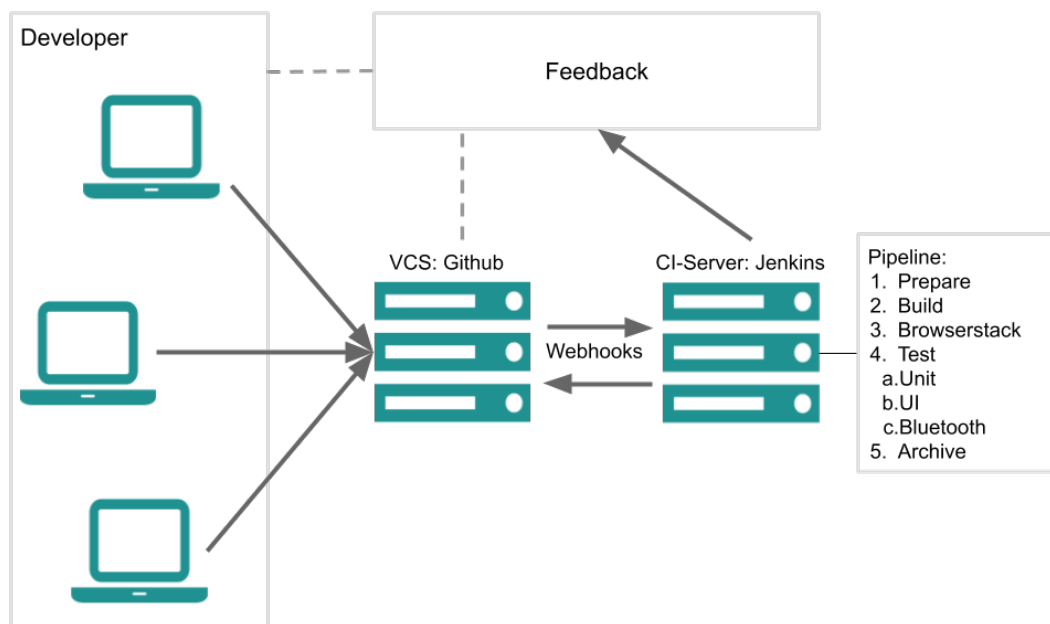 Developer
Feedback
VCS: Github
CI-Server: Jenkins
Webhooks
Pipeline:
1. Prepare
2. Build
3. Browserstack
4. Test
a.Unit
b.UI
c.Bluetooth
5. Archive